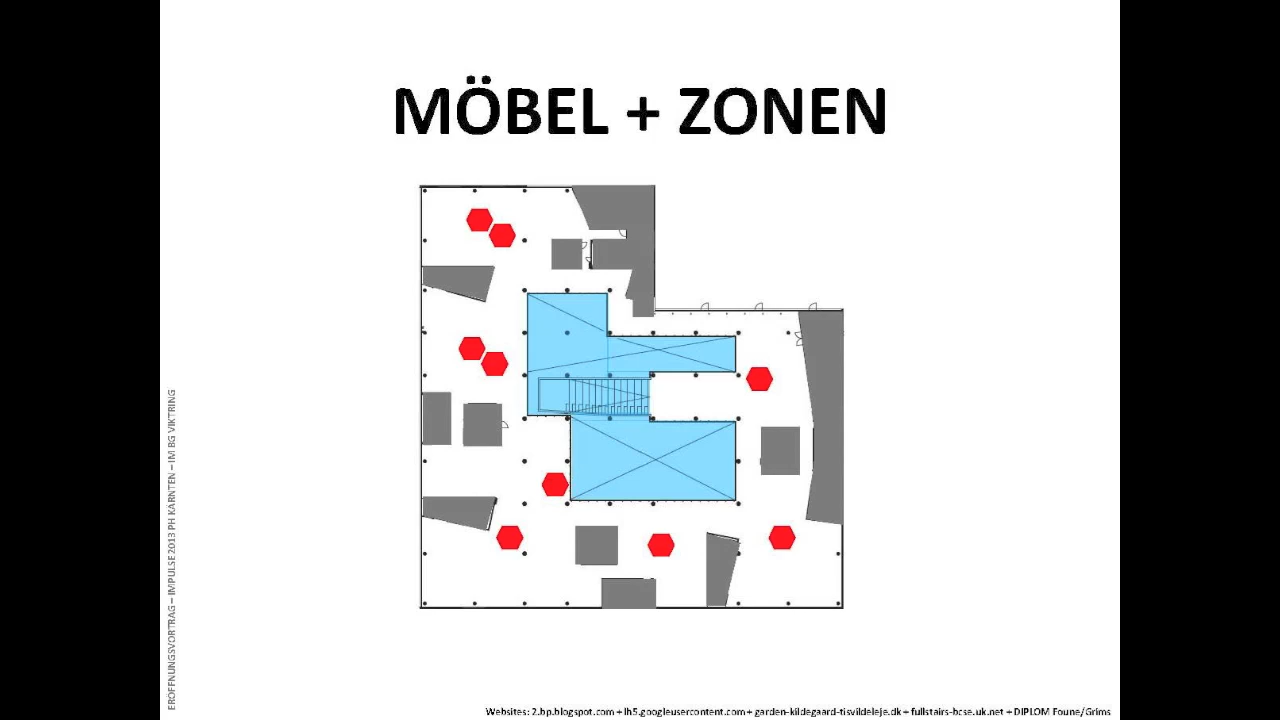 MÖBEL + ZONEN
ERÖFFNUNGSVORTRAG – IMPULSE 2013 PH KÄRNTEN – IM BG VIKTRING
Websites: 2.bp.blogspot.com + lh5.googleusercontent.com + garden-kildegaard-tisvildeleje.dk + fullstairs-bcse.uk.net + DIPLOM Foune/Grims